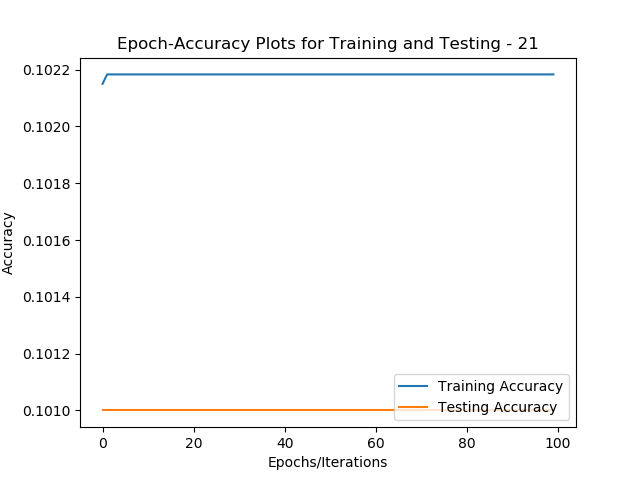 Epoch-Accuracy Plots for Training and Testing - 21
0.1022
0.1020
0.1018
0.1016
0.1014
0.1012
0.1010
Accuracy
Training Accuracy
Testing Accuracy
0 20 40 60 80 100
Epochs/Iterations